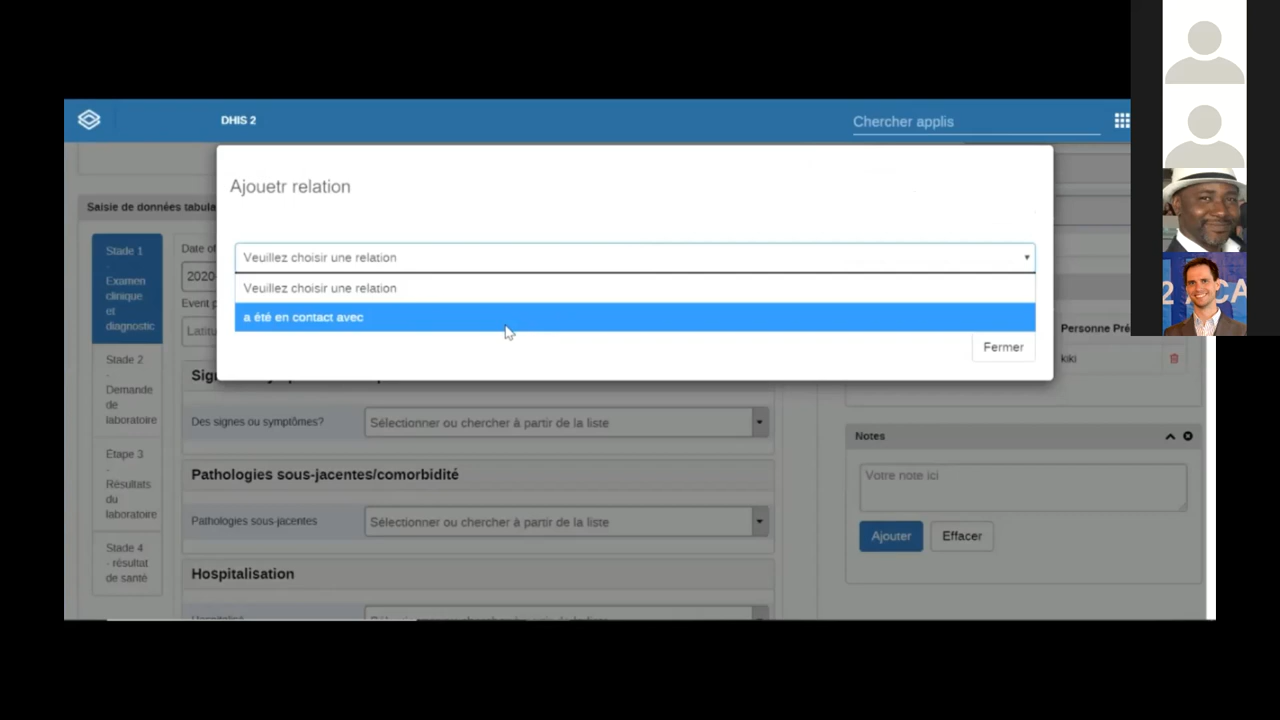 DHIS 2
Chercher applis
Ajouetr relation
Saisie de données
Veuillez choisir une relation
Veuillez choisir une relation
a été en contact avec
Fermer
Stade 1
-
Examen
clinique
et
diagnostic
Stade 2
-
Demande
de
laboratoire
Étape 3
-
Résultats
du
laboratoire
Stade 4
- résultat
de santé
Date of
2020
Event
Des signes ou symptômes?
Sélectionner ou chercher à partir de la liste
Pathologies sous-jacentes/comorbidité
Pathologies sous-jacentes
Sélectionner ou chercher à partir de la liste
Hospitalisation
Personne
kiki
Notes
Votre note ici
Ajouter
Effacer
2
CA